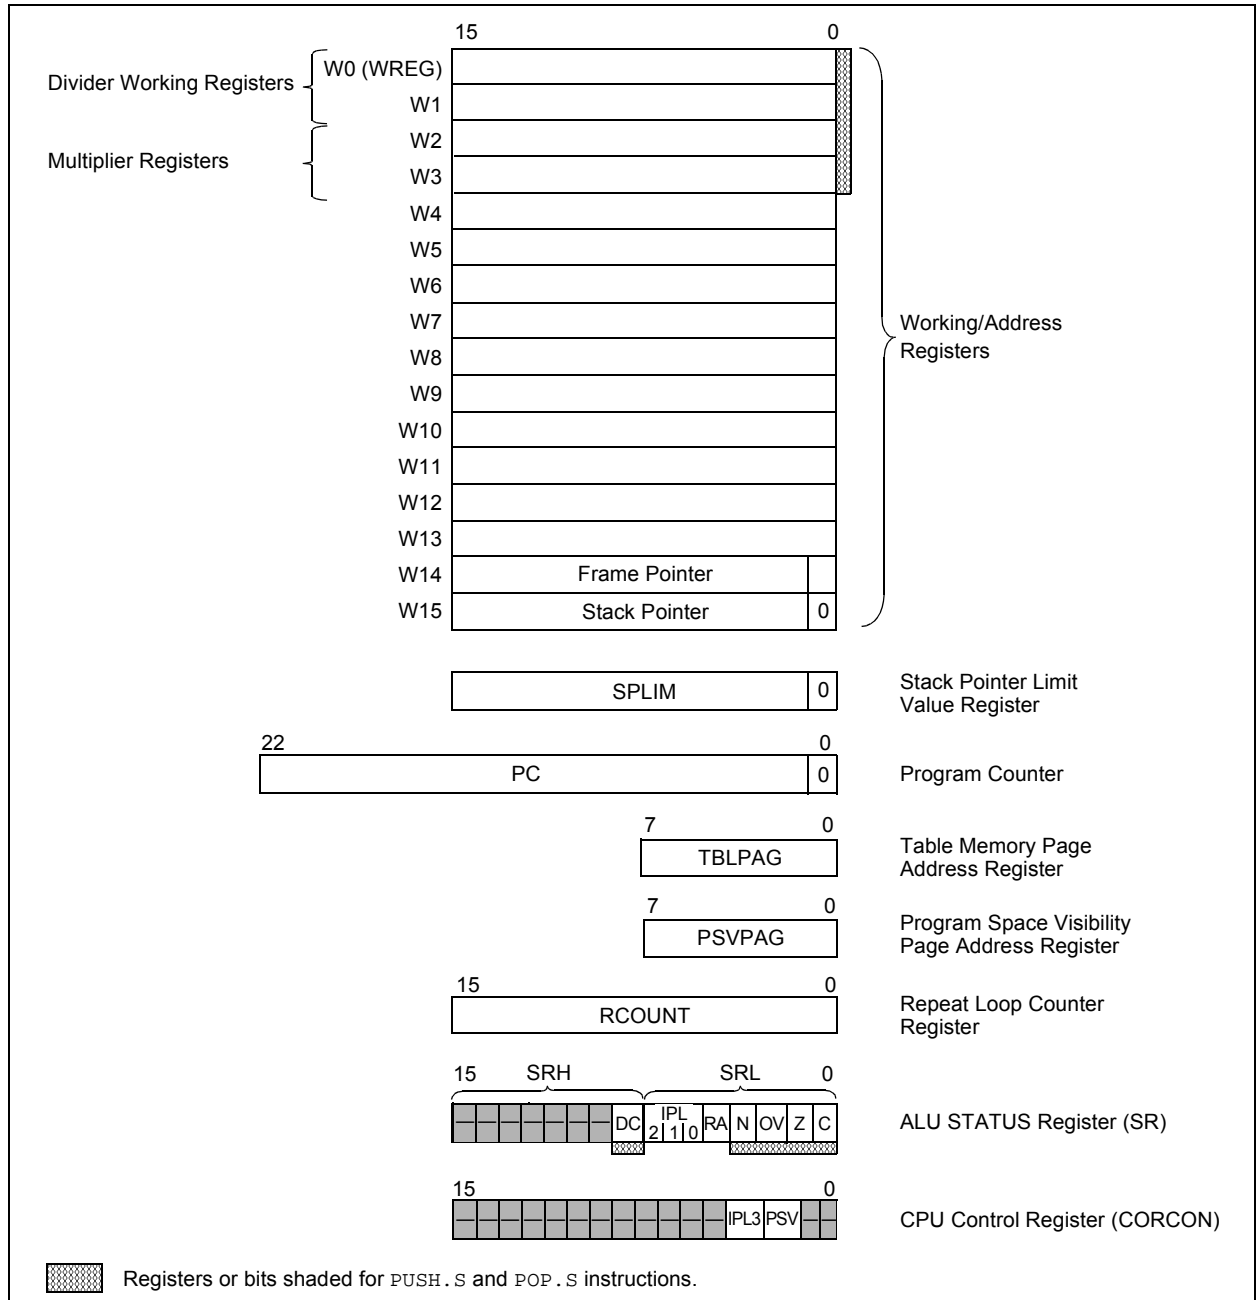 15 0
W0 (WREG)
Divider Working Registers
W1
W2
Multiplier Registers
W3
W4
W5
W6
W7
Working/Address
Registers
W8
W9
W10
W11
W12
W13
W14 Frame Pointer
W15 Stack Pointer 0
SPLIM 0
Stack Pointer Limit
Value Register
22 0
PC 0 Program Counter
7 0
TBLPAG
Table Memory Page
Address Register
7 0
PSVPAG
Program Space Visibility
Page Address Register
15 0
RCOUNT
Repeat Loop Counter
Register
15 SRH SRL 0
— — — — — — — DC IPL 2 1 0 RA N OV Z C ALU STATUS Register (SR)
15 0
— — — — — — — — — — — — IPL3 PSV — — CPU Control Register (CORCON)
Registers or bits shaded for PUSH.S and POP.S instructions.